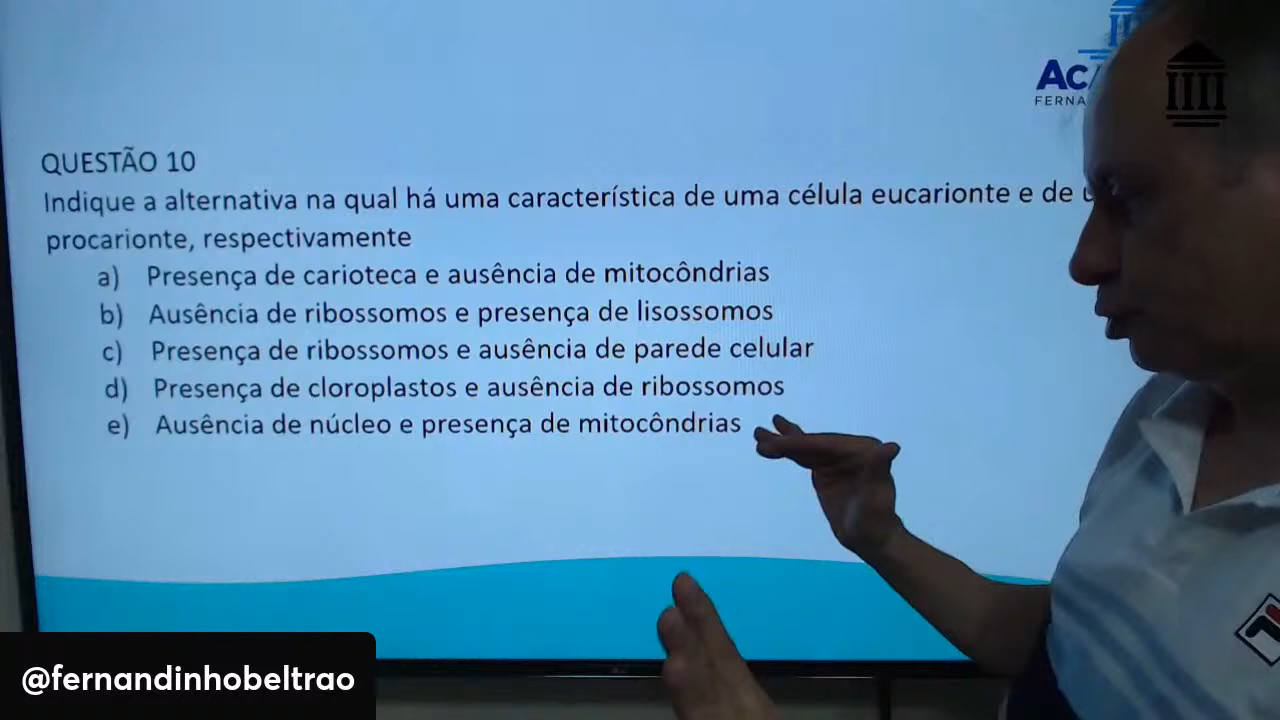 QUESTÃO 10
Indique a alternativa na qual há uma característica de uma célula eucarionte e de
procarionte, respectivamente
a) Presença de carioteca e ausência de mitocôndrias
b) Ausência de ribossomos e presença de lisossomos
c) Presença de ribossomos e ausência de parede celular
d) Presença de cloroplastos e ausência de ribossomos
e) Ausência de núcleo e presença de mitocôndrias
@fernandinhobeltrao